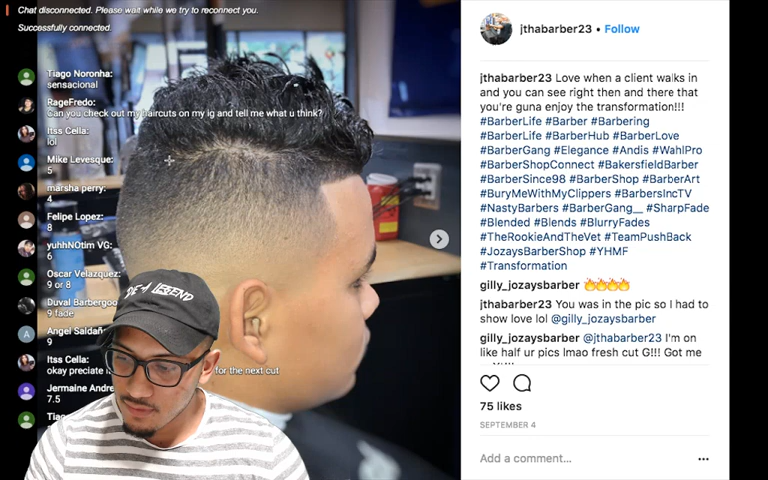 Chat disconnected. Please wait while we try to reconnect you.
Successfully connected.
Tiago Noronha:
sensacional
RageFredo:
Can you check out my haircuts on my ig and tell me what u think?
Itss Cella:
lol
Mike Levesque:
5
marsha perry:
4
Felipe Lopez:
8
yuhhNOtim VG:
6
Oscar Velazquez:
9 or 8
Duval Barbergoo
9 fade
A
Angel Saldañ
9
Itss Cella:
okay preciate i
for the next cut
Jermaine Andre
7.5
Tiag
DIE A LEGEND
jthabarber23 • Follow
jthabarber23 Love when a client walks in
and you can see right then and there that
you're guna enjoy the transformation!!!
#BarberLife #Barber #Barbering
#BarberLife #BarberHub #BarberLove
#BarberGang #Elegance #Andis #WahlPro
#BarberShopConnect #BakersfieldBarber
#BarberSince98 #BarberShop #BarberArt
#BuryMeWithMyClippers #BarbersIncTV
#NastyBarbers #BarberGang__ #SharpFade
#Blended #Blends #BlurryFades
#TheRookieAndTheVet #TeamPushBack
#JozaysBarberShop #YHMF
#Transformation
gilly_jozaysbarber 🔥🔥🔥🔥
jthabarber23 You was in the pic so I had to
show love lol @gilly_jozaysbarber
gilly_jozaysbarber @jthabarber23 I'm on
like half ur pics lmao fresh cut G!!! Got me
75 likes
SEPTEMBER 4
Add a comment...